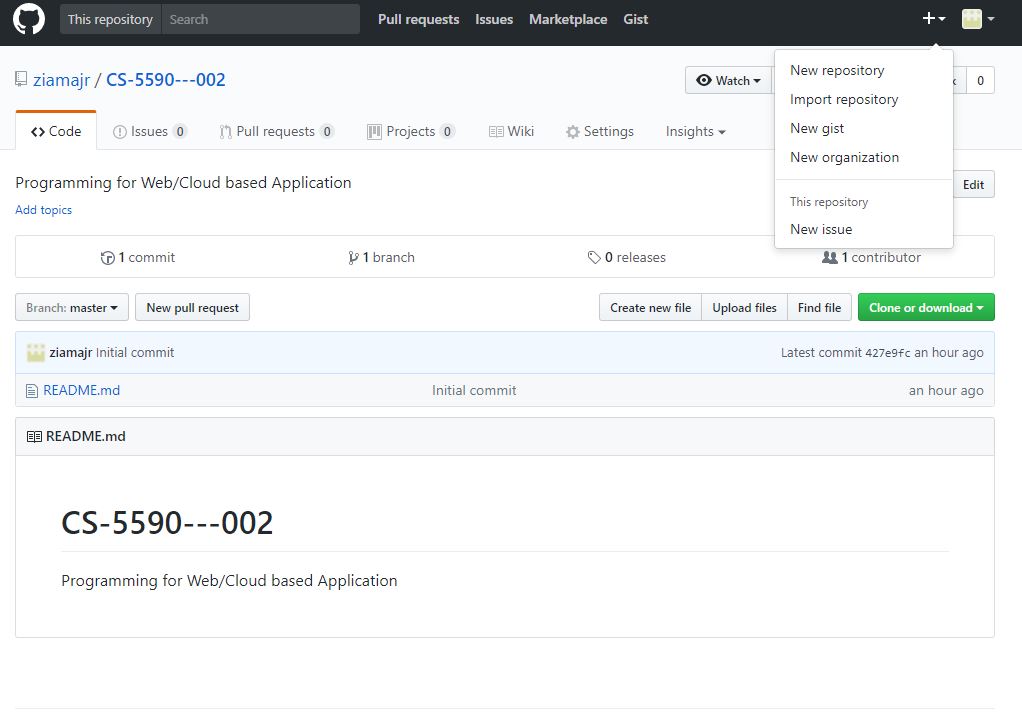 This repository Search Pull requests Issues Marketplace Gist
New repository
Import repository
New gist
New organization
This repository
New issue
ziamajr / CS-5590---002
Watch
0
Code Issues 0 Pull requests 0 Projects 0 Wiki Settings Insights
Programming for Web/Cloud based Application
Edit
Add topics
1 commit 1 branch 0 releases 1 contributor
Branch: master New pull request Create new file Upload files Find file Clone or download
ziamajr Initial commit Latest commit 427e9fc an hour ago
README.md Initial commit an hour ago
README.md
CS-5590---002
Programming for Web/Cloud based Application